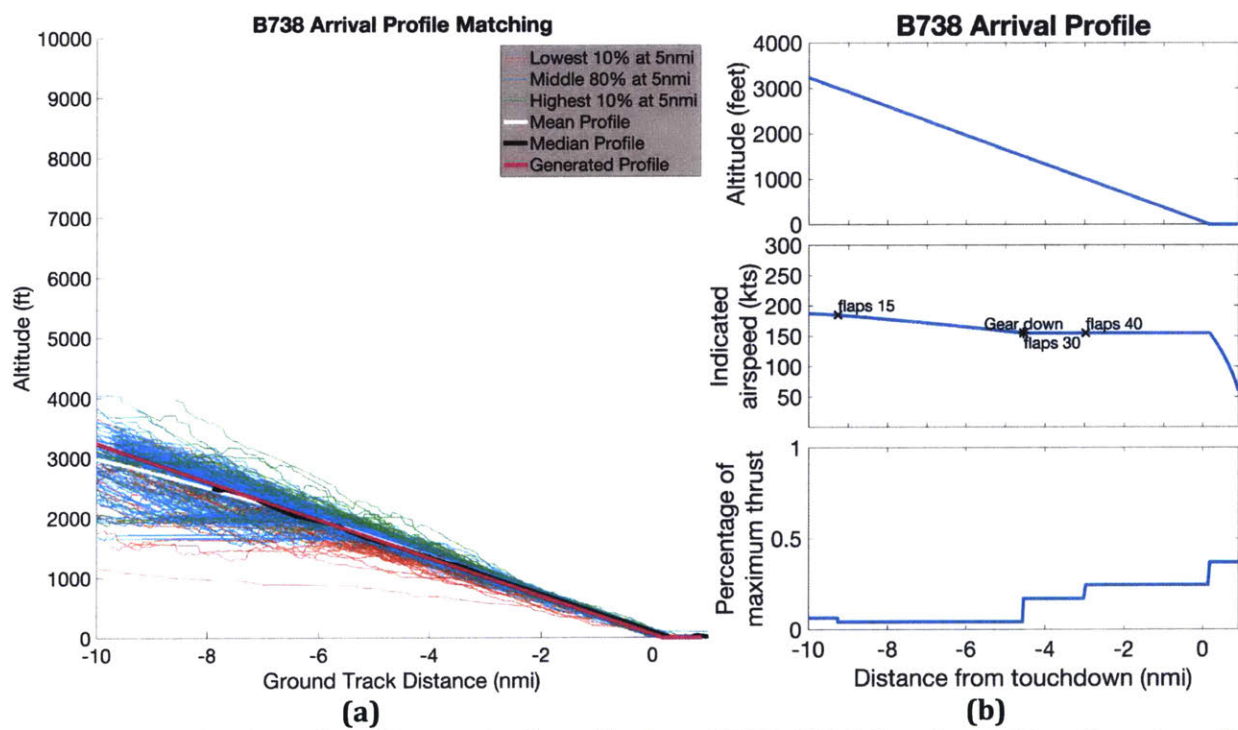 B738 Arrival Profile Matching
10000
9000
8000
7000
6000
5000
4000
3000
2000
1000
0
Altitude (ft)
Lowest 10% at 5nmi
Middle 80% at 5nmi
Highest 10% at 5nmi
Mean Profile
Median Profile
Generated Profile
-10 -8 -6 -4 -2 0
Ground Track Distance (nmi)
(a)
B738 Arrival Profile
4000
3000
2000
1000
0
Altitude (feet)
300
250
200
150
100
50
Indicated
airspeed (kts)
flaps 15
Gear down
flaps 30
flaps 40
1
0.5
0
Percentage of
maximum thrust
-10 -8 -6 -4 -2 0
Distance from touchdown (nmi)
(b)